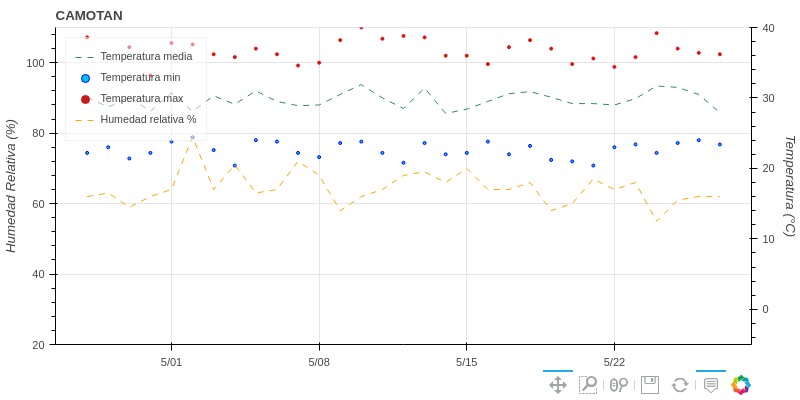 CAMOTAN
Temperatura media
Temperatura min
Temperatura max
Humedad relativa %
Humedad Relativa (%)
100
80
60
40
20
Temperatura (°C)
40
30
20
10
0
5/01
5/08
5/15
5/22